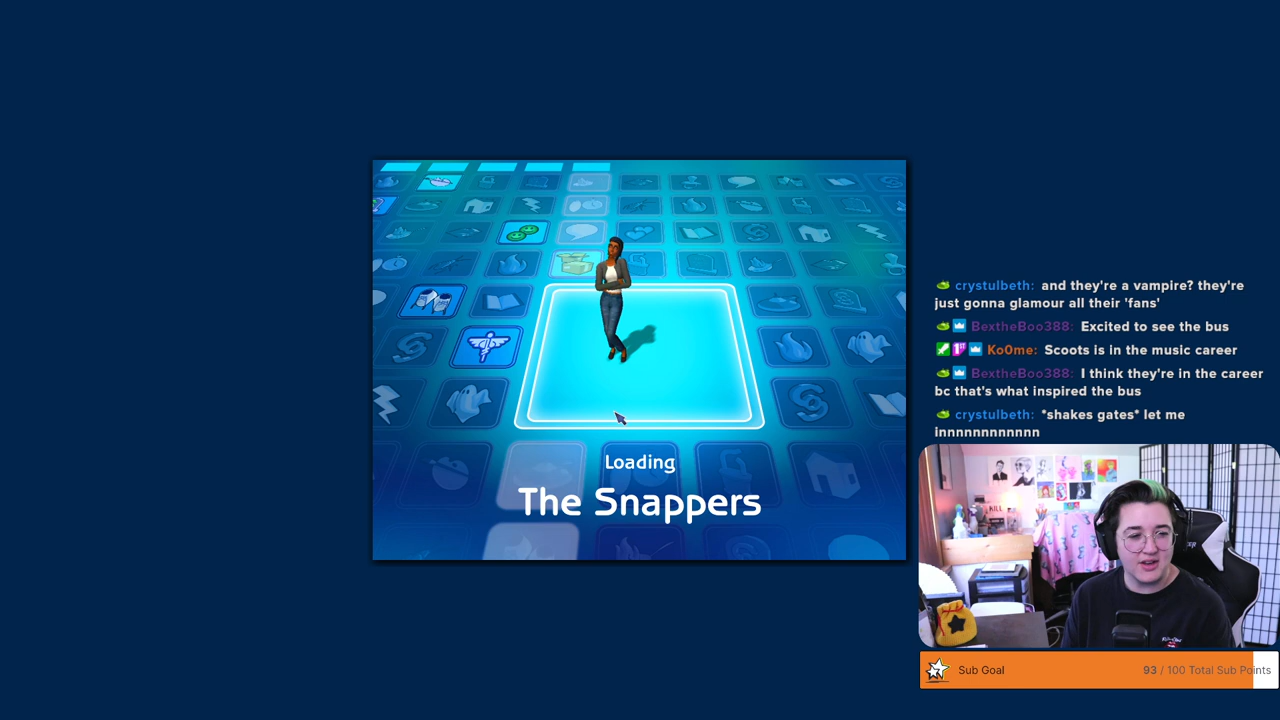 Loading
The Snappers
crystulbeth: and they're a vampire? they're
just gonna glamour all their 'fans'
BextheBoo388: Excited to see the bus
1st Ko0me: Scoots is in the music career
BextheBoo388: I think they're in the career
bc that's what inspired the bus
crystulbeth: *shakes gates* let me
innnnnnnnnnnn
KILL
Sub Goal
93 / 100 Total Sub Points